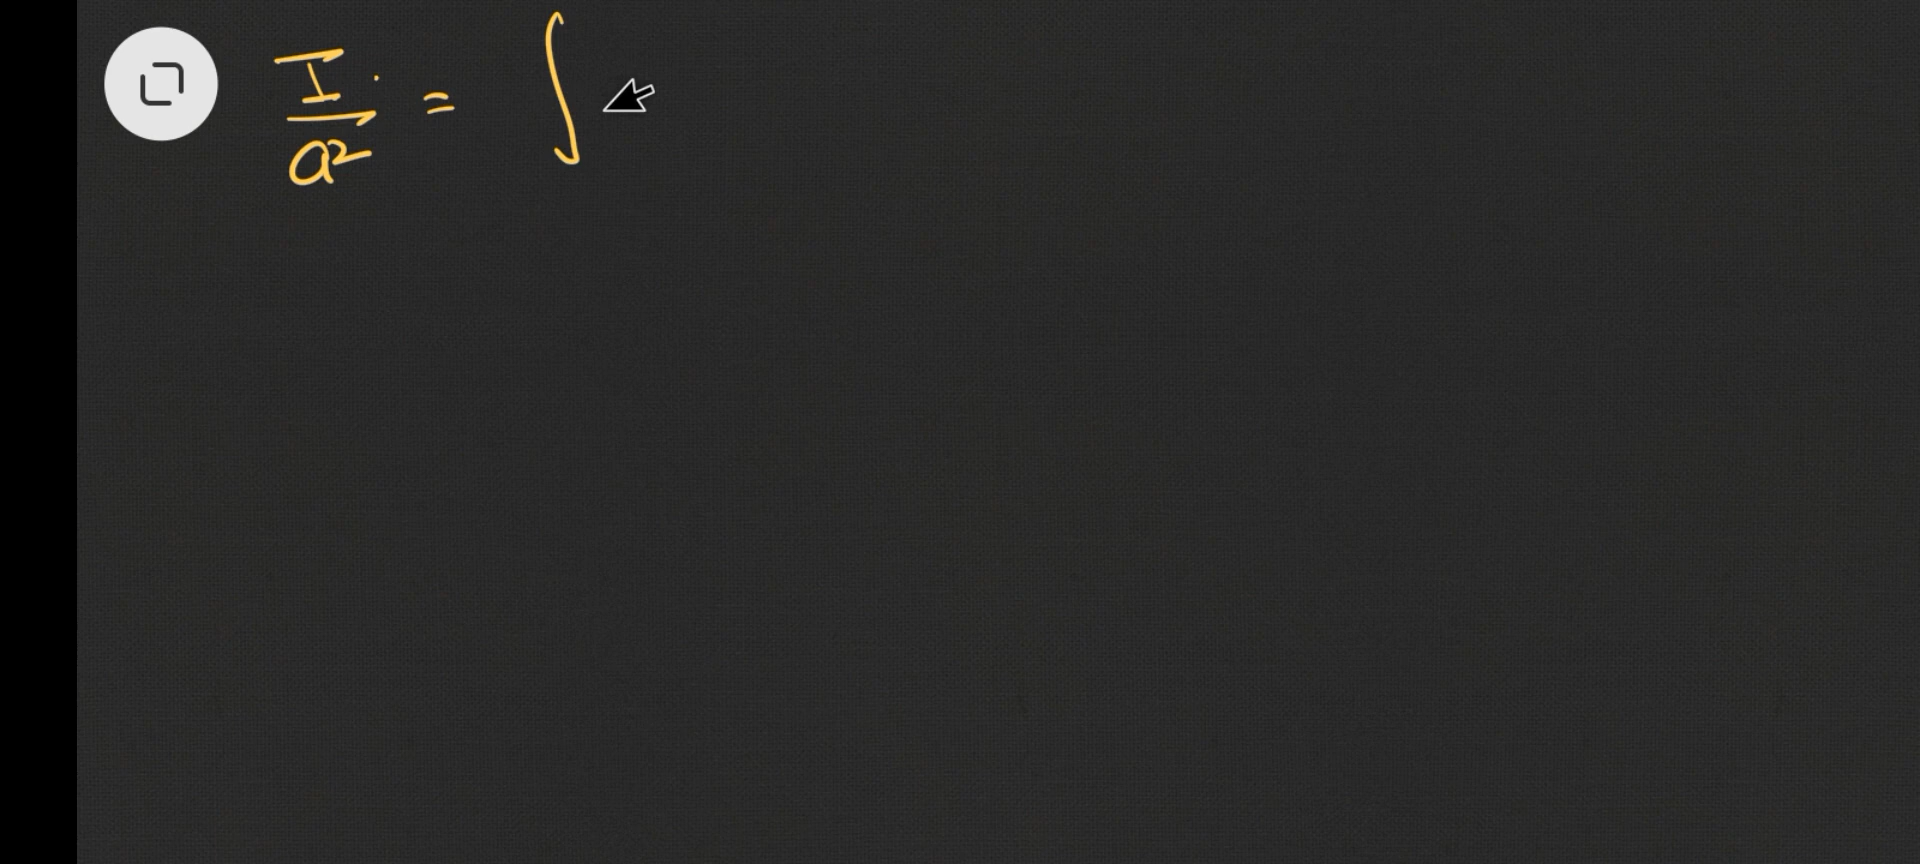 I/a² = ∫